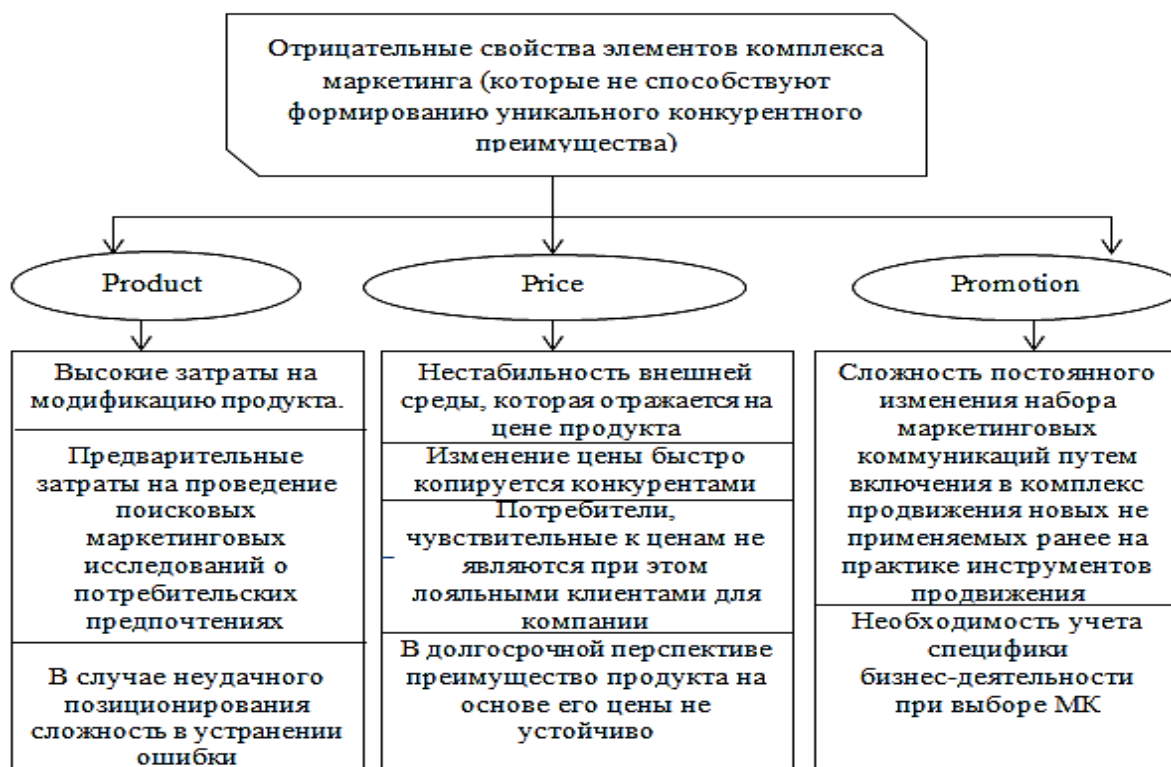 Отрицательные свойства элементов комплекса
маркетинга (которые не способствуют
формированию уникального конкурентного
преимущества)
Product
Price
Promotion
Высокие затраты на
модификацию продукта.
Предварительные
затраты на проведение
поисковых
маркетинговых
исследований о
потребительских
предпочтениях
В случае неудачного
позиционирования
сложность в устранении
ошибки
Нестабильность внешней
среды, которая отражается на
цене продукта
Изменение цены быстро
копируется конкурентами
Потребители,
чувствительные к ценам не
являются при этом
лояльными клиентами для
компании
В долгосрочной перспективе
преимущество продукта на
основе его цены не
устойчиво
Сложность постоянного
изменения набора
маркетинговых
коммуникаций путем
включения в комплекс
продвижения новых не
применяемых ранее на
практике инструментов
продвижения
Необходимость учета
специфики
бизнес-деятельности
при выборе МК